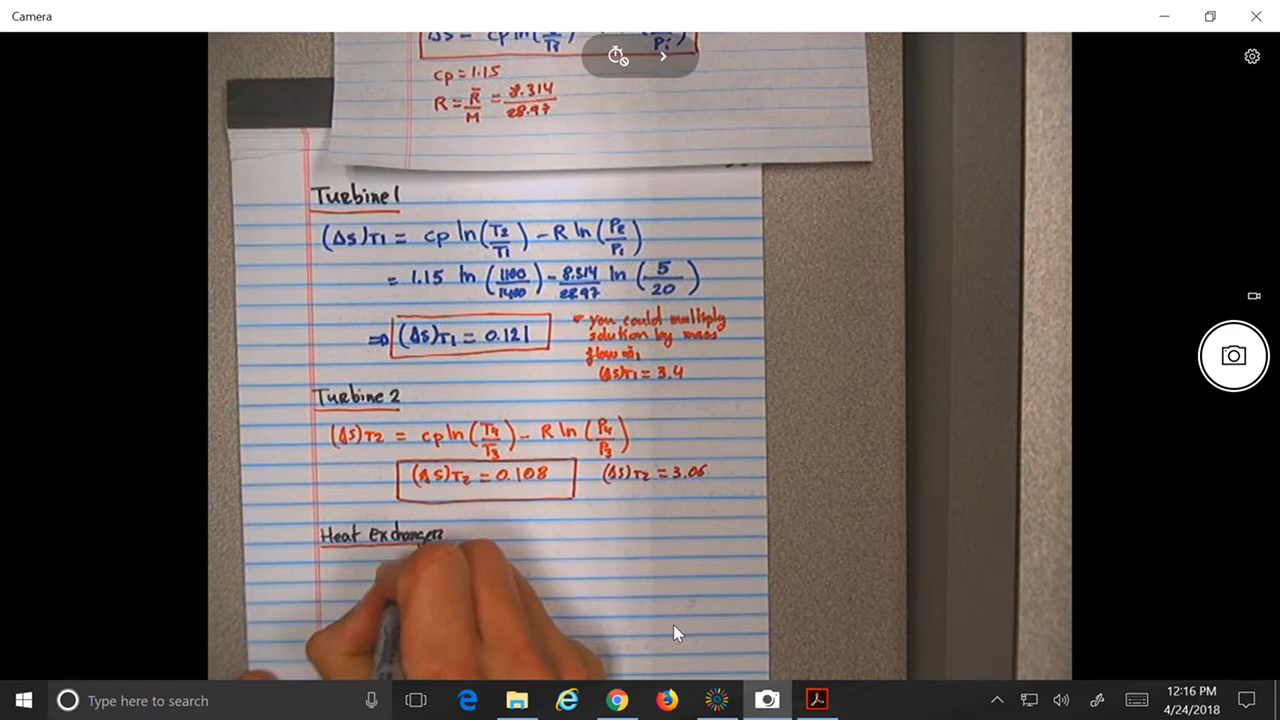 Camera
Δs = cp ln(
cp = 1.15
R = R̄/M = 8.314/28.97
Turbine 1
(Δs)T1 = cp ln(T2/T1) - R ln(P2/P1)
= 1.15 ln(1100/1400) - 8.314/28.97 ln(5/20)
⇒ (Δs)T1 = 0.121
* you could multiply
solution by mass
flow ṁ1
(Δs)T1 = 3.4
Turbine 2
(Δs)T2 = cp ln(T4/T3) - R ln(P4/P3)
(Δs)T2 = 0.108 (Δs)T2 = 3.06
Heat Exchanger
Type here to search
12:16 PM
4/24/2018